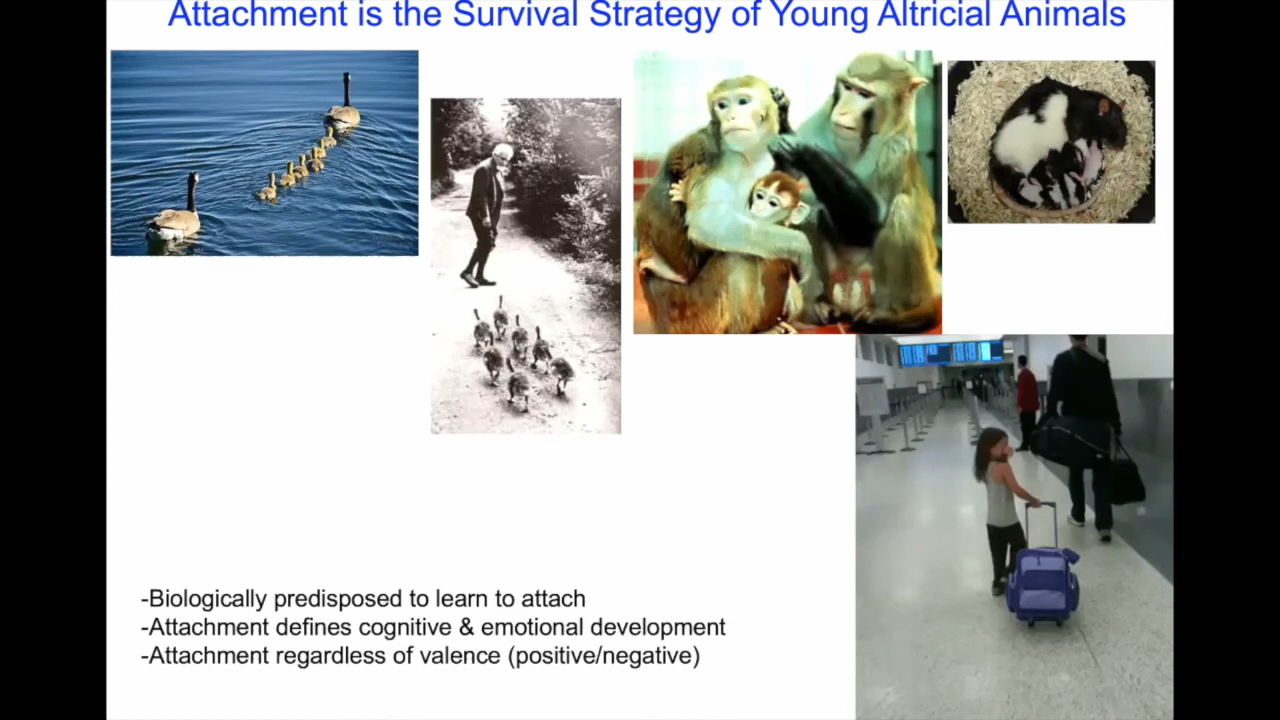 Attachment is the Survival Strategy of Young Altricial Animals
-Biologically predisposed to learn to attach
-Attachment defines cognitive & emotional development
-Attachment regardless of valence (positive/negative)